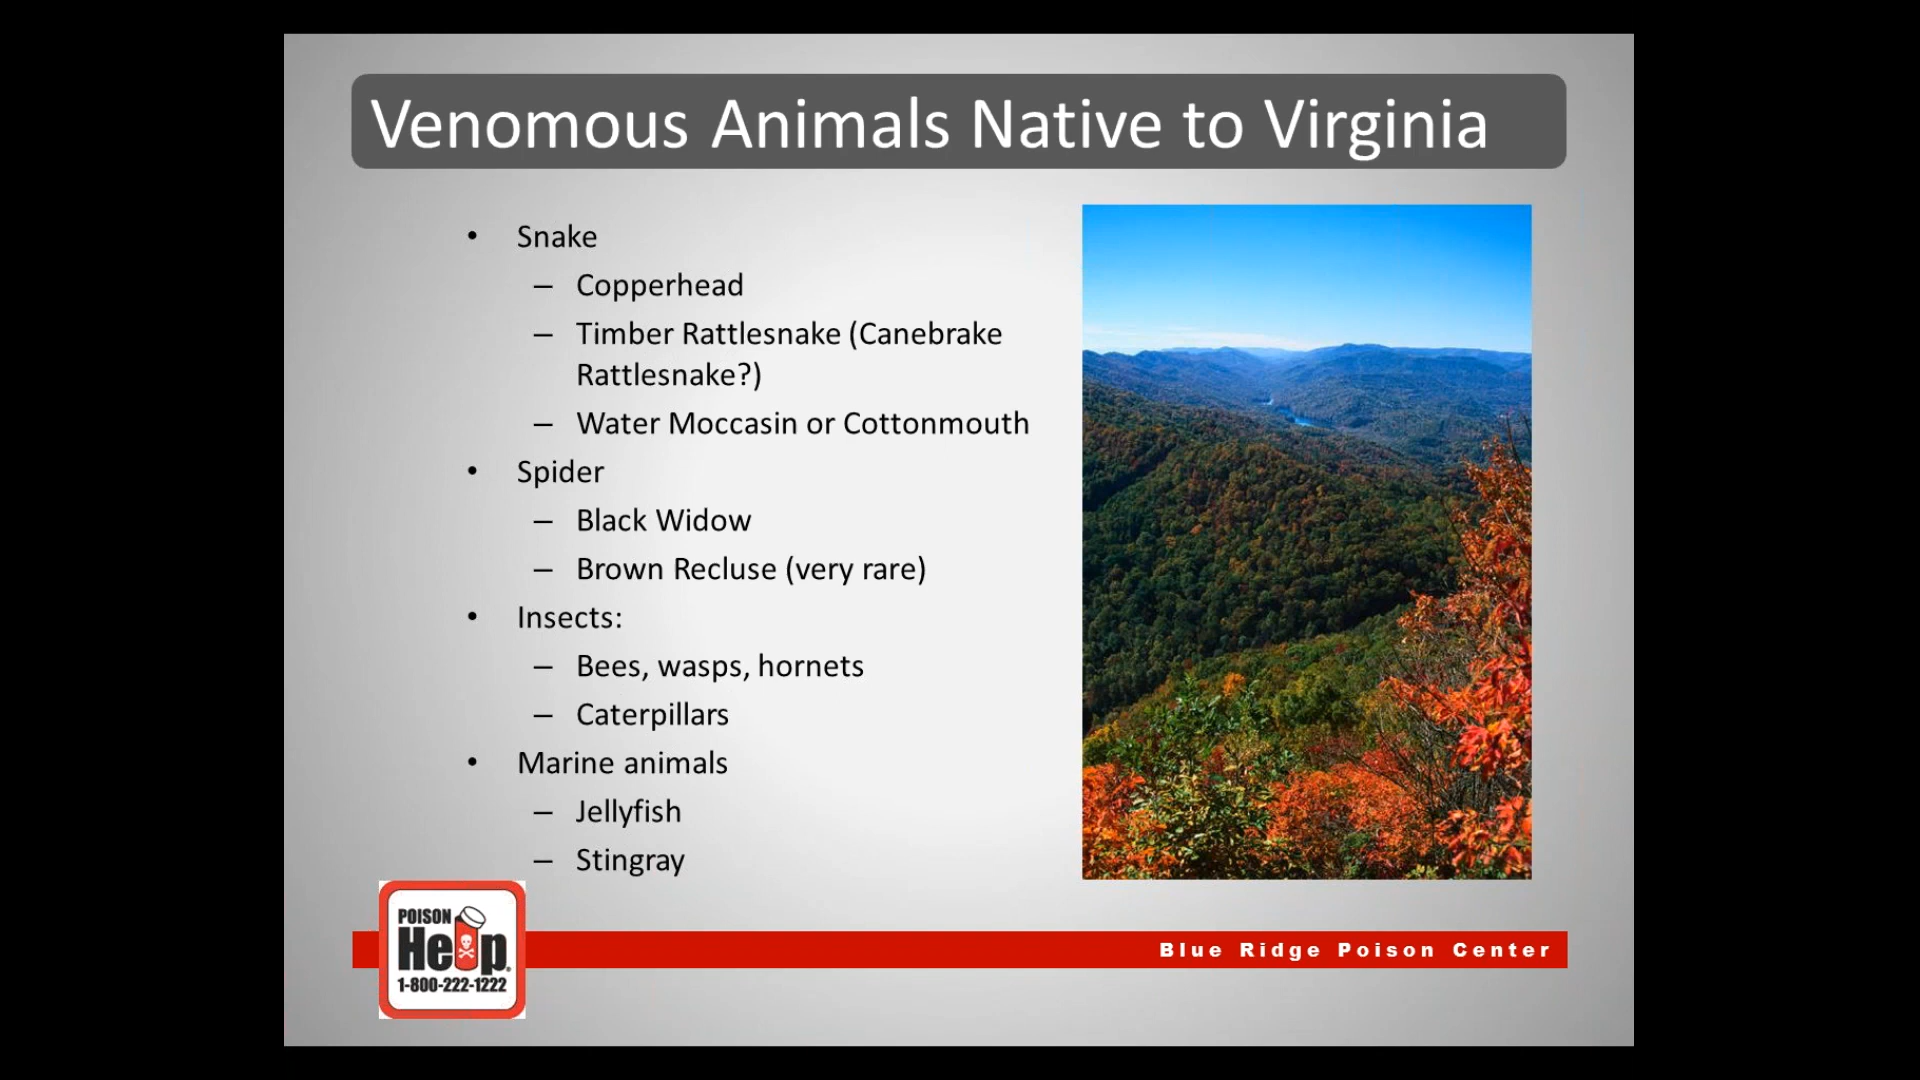 Venomous Animals Native to Virginia
• Snake
– Copperhead
– Timber Rattlesnake (Canebrake
Rattlesnake?)
– Water Moccasin or Cottonmouth
• Spider
– Black Widow
– Brown Recluse (very rare)
• Insects:
– Bees, wasps, hornets
– Caterpillars
• Marine animals
– Jellyfish
– Stingray
POISON
Help
1-800-222-1222
Blue Ridge Poison Center